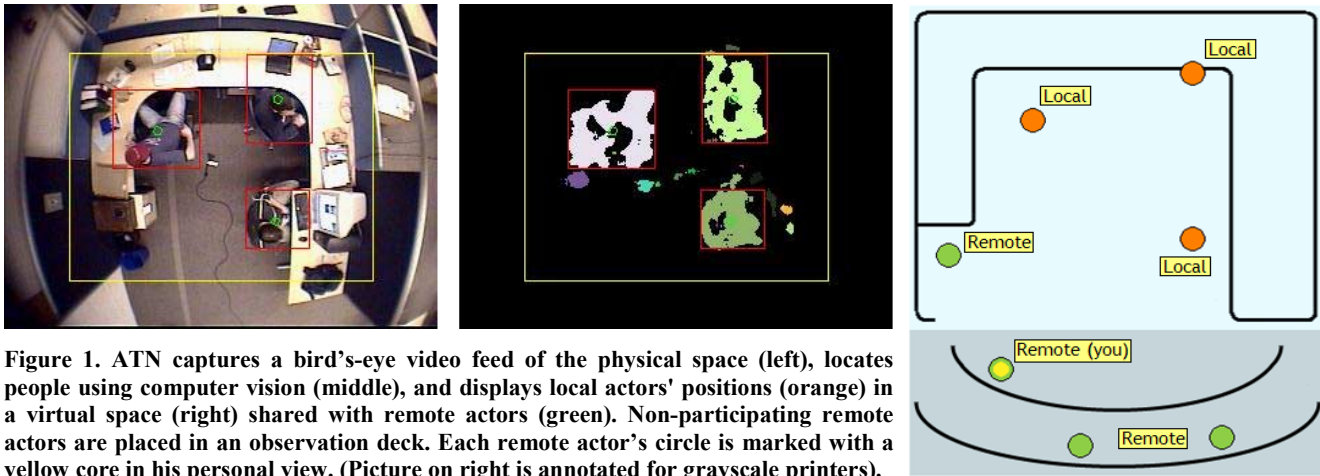 Local
Local
Remote
Local
Remote (you)
Remote
Figure 1. ATN captures a bird's-eye video feed of the physical space (left), locates
people using computer vision (middle), and displays local actors' positions (orange) in
a virtual space (right) shared with remote actors (green). Non-participating remote
actors are placed in an observation deck. Each remote actor's circle is marked with a
yellow core in his personal view. (Picture on right is annotated for grayscale printers).